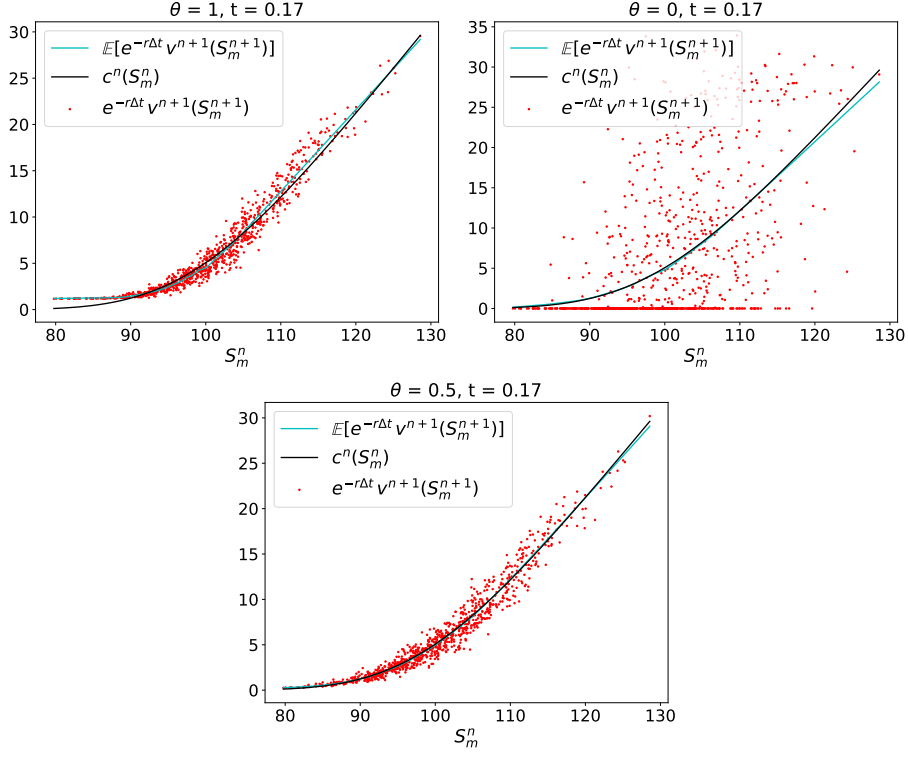 θ = 1, t = 0.17
𝔼[e^{−rΔt} v^{n+1}(S_m^{n+1})]
c^n(S_m^n)
e^{−rΔt} v^{n+1}(S_m^{n+1})
30
25
20
15
10
5
0
80 90 100 110 120 130
S_m^n
θ = 0, t = 0.17
𝔼[e^{−rΔt} v^{n+1}(S_m^{n+1})]
c^n(S_m^n)
e^{−rΔt} v^{n+1}(S_m^{n+1})
35
30
25
20
15
10
5
0
80 90 100 110 120 130
S_m^n
θ = 0.5, t = 0.17
𝔼[e^{−rΔt} v^{n+1}(S_m^{n+1})]
c^n(S_m^n)
e^{−rΔt} v^{n+1}(S_m^{n+1})
30
25
20
15
10
5
0
80 90 100 110 120 130
S_m^n